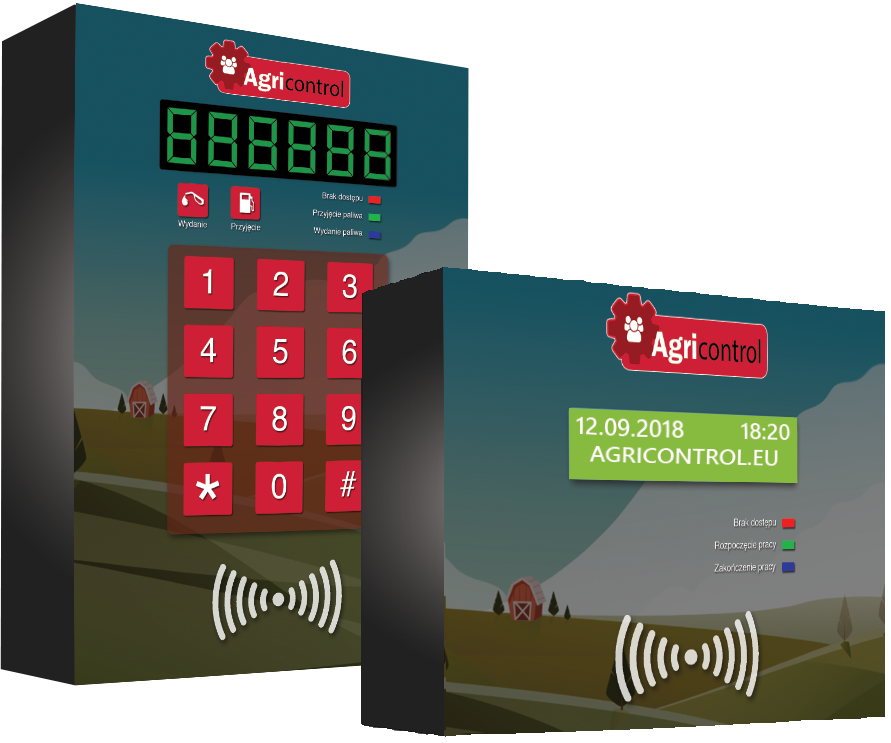 Agricontrol
888888
Wydanie
Przyjęcie
Brak dostępu
Przyjęcie paliwa
Wydanie paliwa
1 2 3
4 5 6
7 8 9
* 0 #
Agricontrol
12.09.2018 18:20
AGRICONTROL.EU
Brak dostępu
Rozpoczęcie pracy
Zakończenie pracy